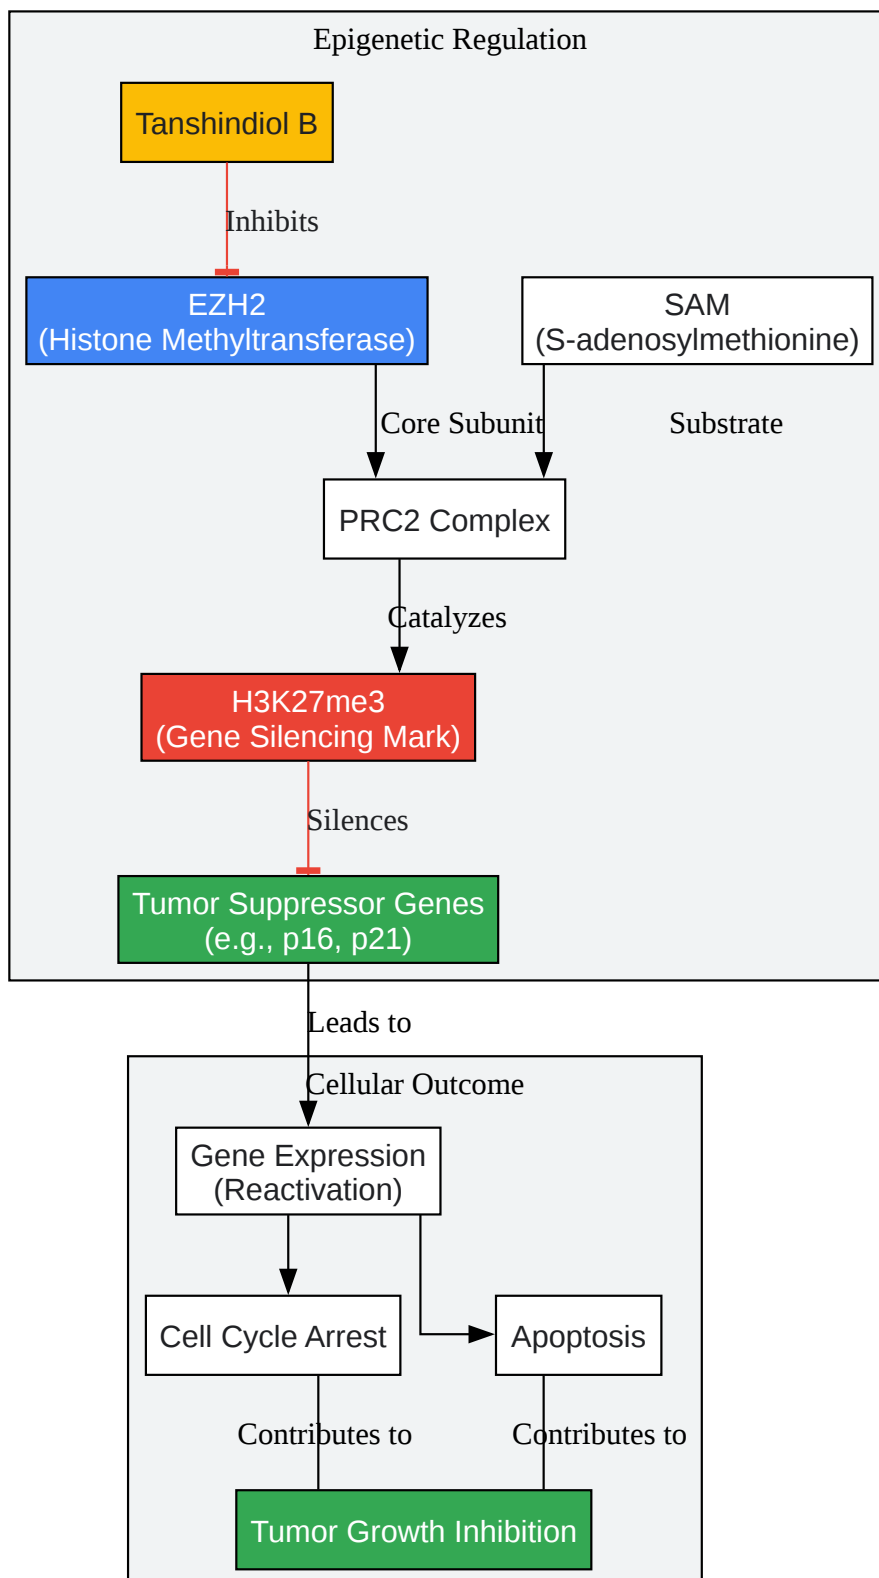 Epigenetic Regulation
Tanshindiol B
Inhibits
EZH2
(Histone Methyltransferase)
SAM
(S-adenosylmethionine)
Core Subunit
Substrate
PRC2 Complex
Catalyzes
H3K27me3
(Gene Silencing Mark)
Silences
Tumor Suppressor Genes
(e.g., p16, p21)
Leads to
Cellular Outcome
Gene Expression
(Reactivation)
Cell Cycle Arrest
Apoptosis
Contributes to
Contributes to
Tumor Growth Inhibition